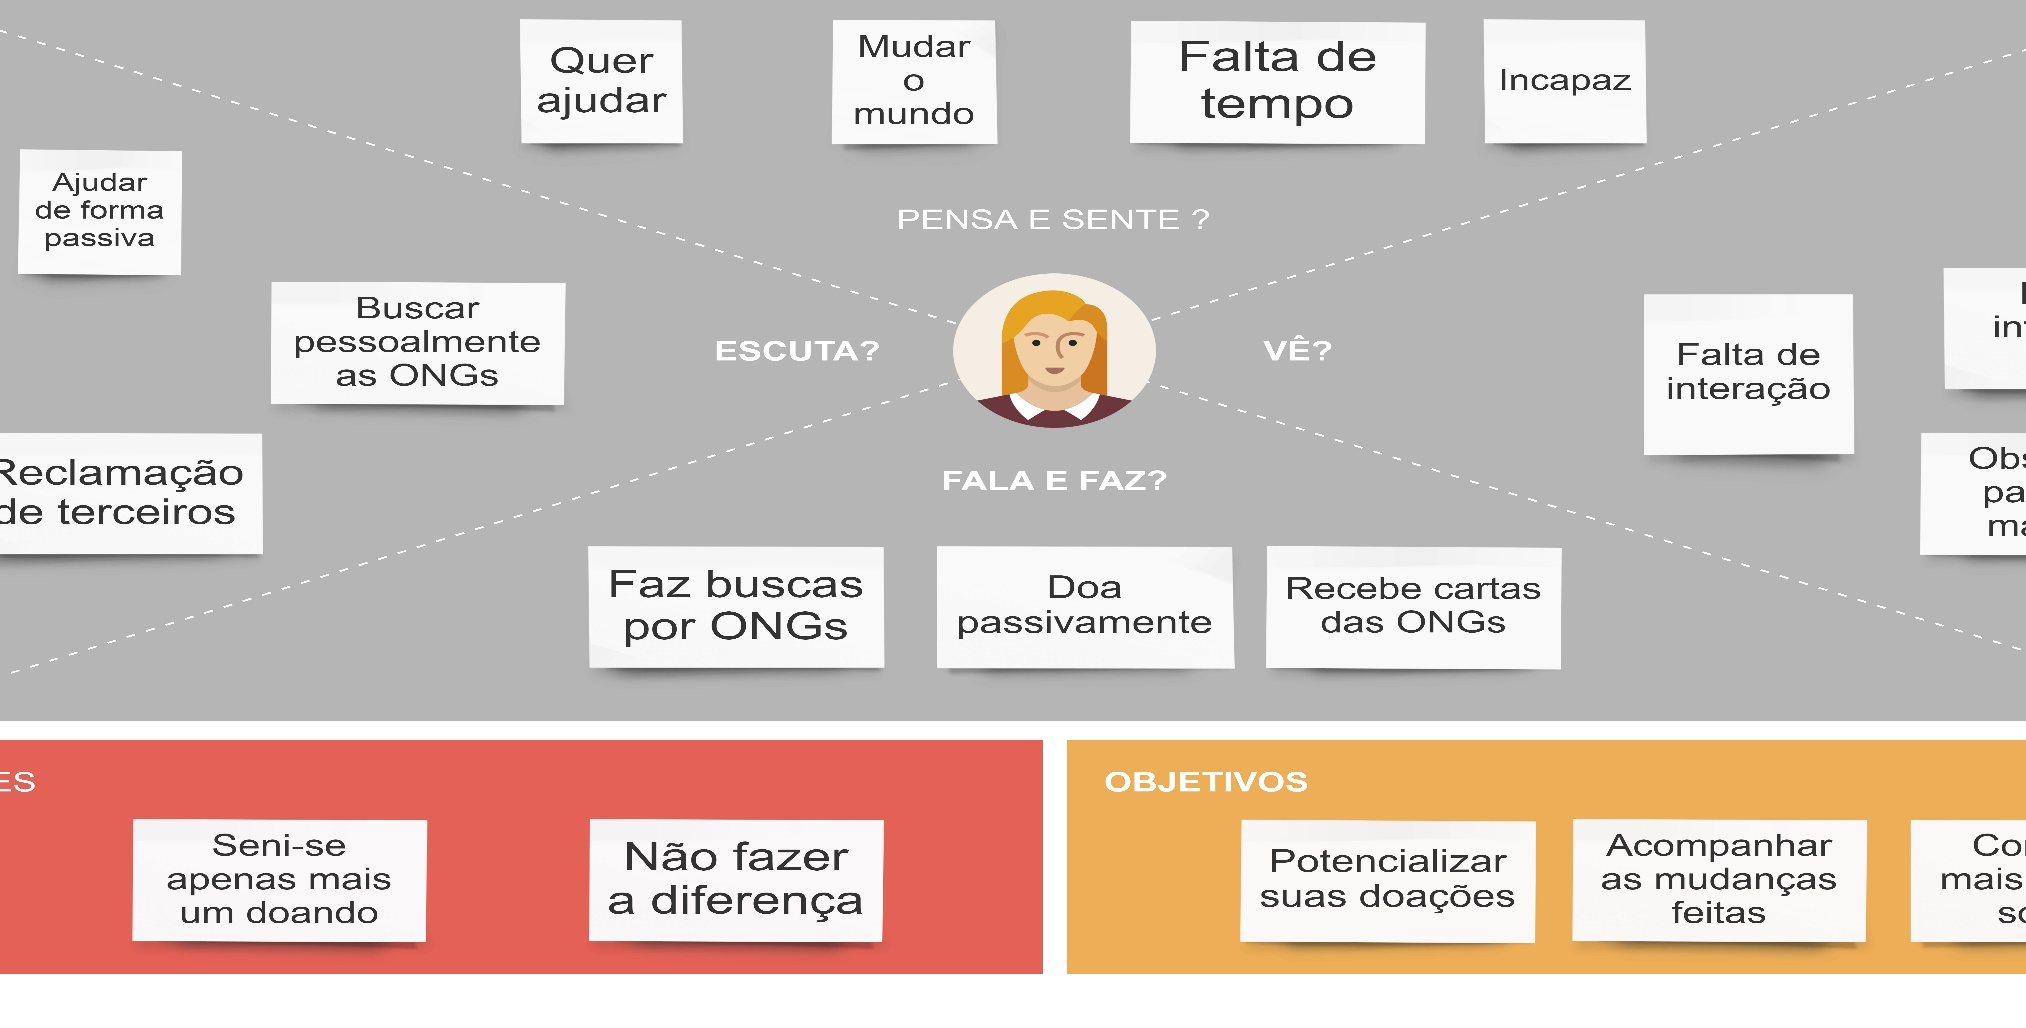 Quer
ajudar
Mudar
o
mundo
Falta de
tempo
Incapaz
PENSA E SENTE ?
Ajudar
de forma
passiva
Buscar
pessoalmente
as ONGs
Reclamação
de terceiros
ESCUTA?
VÊ?
Falta de
interação
FALA E FAZ?
Faz buscas
por ONGs
Doa
passivamente
Recebe cartas
das ONGs
Seni-se
apenas mais
um doando
Não fazer
a diferença
OBJETIVOS
Potencializar
suas doações
Acompanhar
as mudanças
feitas
mais